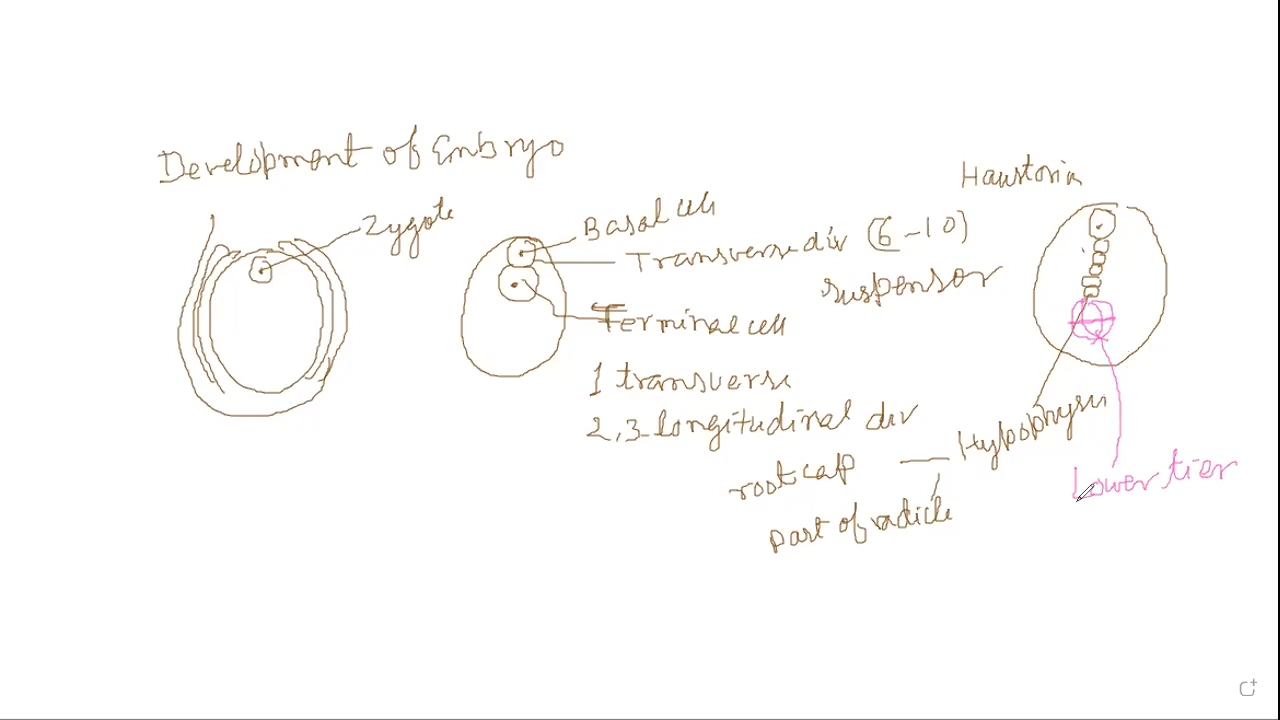 Development of Embryo
Haustoria
Zygote
Basal cell
Transverse div (6-10)
suspensor
Terminal cell
1 transverse
2,3-longitudinal div
root cap — Hypophysis
part of radicle
Lower tier